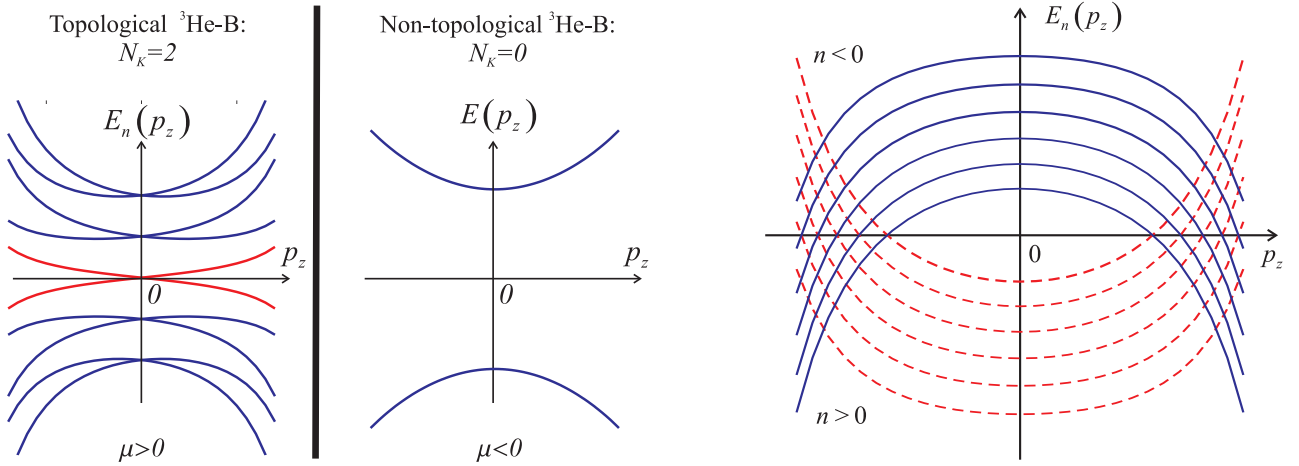 Topological ³He-B:
N_K=2
E_n(p_z)
p_z
0
μ>0
Non-topological ³He-B:
N_K=0
E(p_z)
p_z
0
μ<0
E_n(p_z)
n<0
0
p_z
n>0